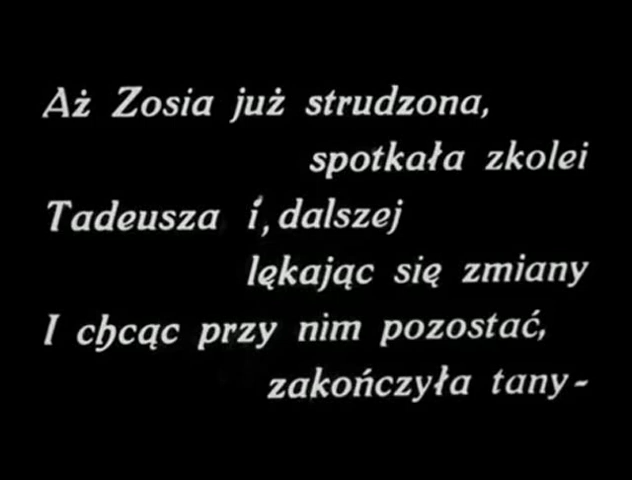 Aż Zosia już strudzona,
spotkała zkolei
Tadeusza i, dalszej
lękając się zmiany
I chcąc przy nim pozostać,
zakończyła tany-